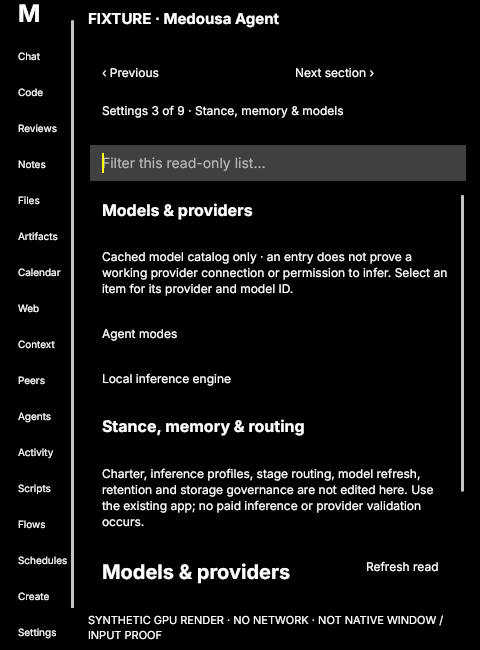 M
Chat
Code
Reviews
Notes
Files
Artifacts
Calendar
Web
Context
Peers
Agents
Activity
Scripts
Flows
Schedules
Create
Settings
FIXTURE · Medousa Agent
‹ Previous
Next section ›
Settings 3 of 9 · Stance, memory & models
Filter this read-only list...
Models & providers
Cached model catalog only · an entry does not prove a
working provider connection or permission to infer. Select an
item for its provider and model ID.
Agent modes
Local inference engine
Stance, memory & routing
Charter, inference profiles, stage routing, model refresh,
retention and storage governance are not edited here. Use
the existing app; no paid inference or provider validation
occurs.
Models & providers
Refresh read
SYNTHETIC GPU RENDER · NO NETWORK · NOT NATIVE WINDOW /
INPUT PROOF